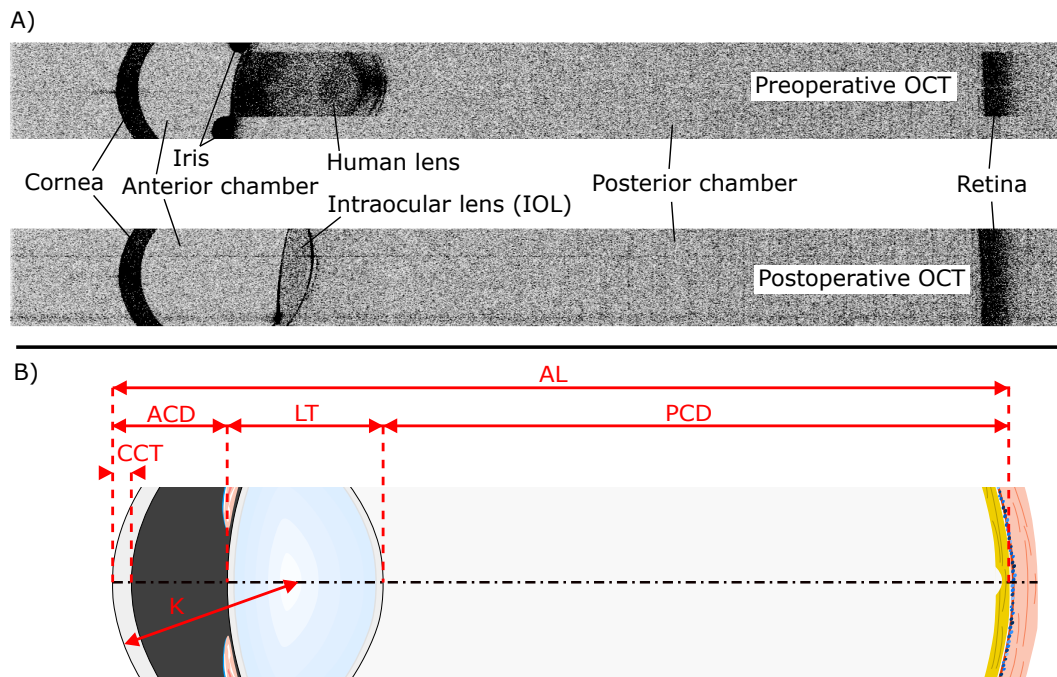 A)
Preoperative OCT
Iris
Human lens
Cornea
Anterior chamber
Posterior chamber
Retina
Intraocular lens (IOL)
Postoperative OCT
B)
AL
ACD
LT
PCD
CCT
K